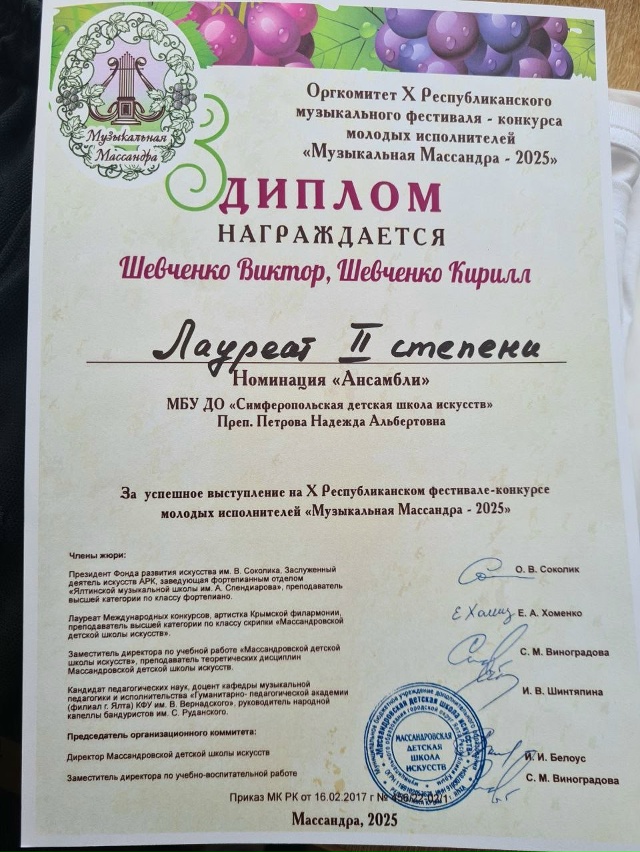 Музыкальная
Массандра
Оргкомитет X Республиканского
музыкального фестиваля - конкурса
молодых исполнителей
«Музыкальная Массандра - 2025»
ДИПЛОМ
НАГРАЖДАЕТСЯ
Шевченко Виктор, Шевченко Кирилл
Лауреат II степени
Номинация «Ансамбли»
МБУ ДО «Симферопольская детская школа искусств»
Преп. Петрова Надежда Альбертовна
За успешное выступление на X Республиканском фестивале-конкурсе
молодых исполнителей «Музыкальная Массандра - 2025»
Члены жюри:
Президент Фонда развития искусства им. В. Соколика. Заслуженный
деятель искусств АРК, заведующая фортепианным отделом
«Ялтинской музыкальной школы им. А. Спендиарова», преподаватель
высшей категории по классу фортепиано.
О. В. Соколик
Лауреат Международных конкурсов, артистка Крымской филармонии,
преподаватель высшей категории по классу скрипки «Массандровской
детской школы искусств».
Е. А. Хоменко
Заместитель директора по учебной работе «Массандровской детской
школы искусств», преподаватель теоретических дисциплин
Массандровской детской школы искусств.
С. М. Виноградова
Кандидат педагогических наук, доцент «кафедры музыкальной
педагогики и исполнительства «Гуманитарно- педагогической академии
(филиал г. Ялта) КФУ им. В. Вернадского», руководитель народной
капеллы бандуристов им. С. Руданского.
И. В. Шинтяпина
Председатель организационного комитета:
Директор Массандровской детской школы искусств
И. И. Белоус
Заместитель директора по учебно-воспитательной работе
С. М. Виноградова
МАССАНДРОВСКАЯ
ДЕТСКАЯ
ШКОЛА
ИСКУССТВ
Приказ МК РК от 16.02.2017 г №
Массандра, 2025